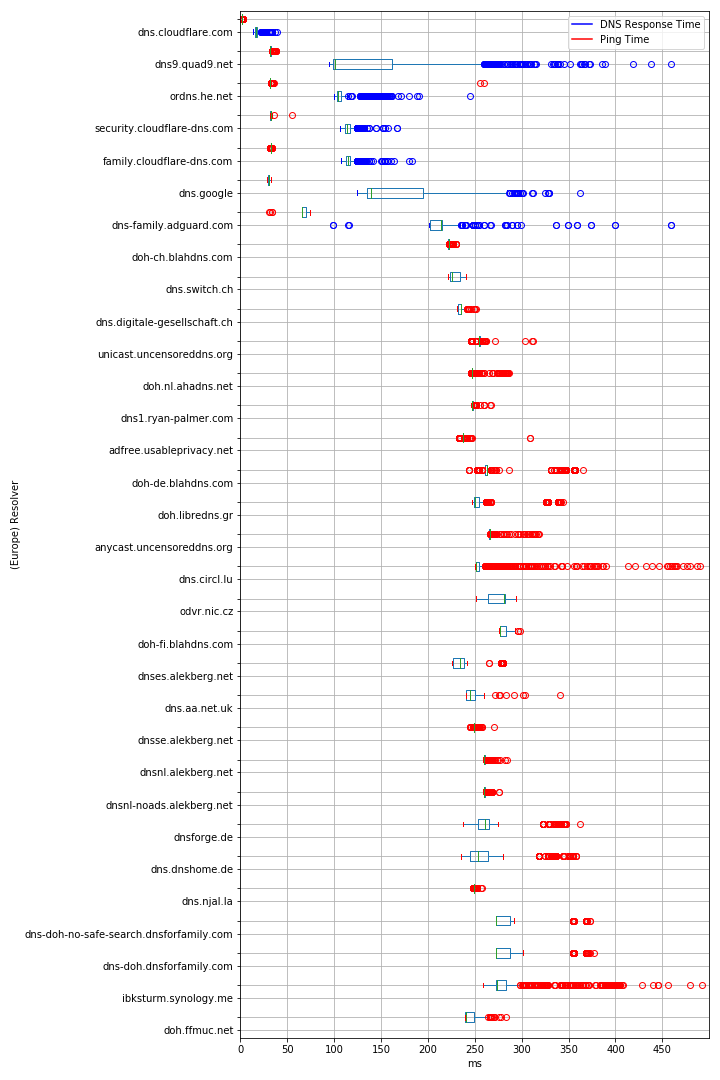 DNS Response Time
Ping Time
dns.cloudflare.com
dns9.quad9.net
ordns.he.net
security.cloudflare-dns.com
family.cloudflare-dns.com
dns.google
dns-family.adguard.com
doh-ch.blahdns.com
dns.switch.ch
dns.digitale-gesellschaft.ch
unicast.uncensoreddns.org
doh.nl.ahadns.net
dns1.ryan-palmer.com
adfree.usableprivacy.net
doh-de.blahdns.com
doh.libredns.gr
anycast.uncensoreddns.org
dns.circl.lu
odvr.nic.cz
doh-fi.blahdns.com
dnses.alekberg.net
dns.aa.net.uk
dnsse.alekberg.net
dnsnl.alekberg.net
dnsnl-noads.alekberg.net
dnsforge.de
dns.dnshome.de
dns.njal.la
dns-doh-no-safe-search.dnsforfamily.com
dns-doh.dnsforfamily.com
ibksturm.synology.me
doh.ffmuc.net
(Europe) Resolver
0 50 100 150 200 250 300 350 400 450
ms